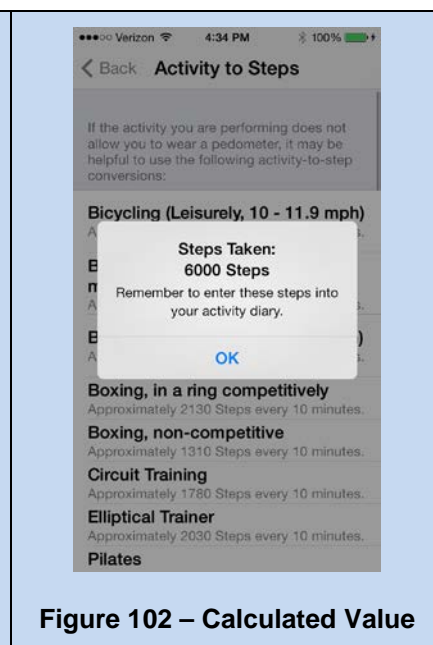 Verizon 4:34 PM 100%
Back Activity to Steps
If the activity you are performing does not
allow you to wear a pedometer, it may be
helpful to use the following activity-to-step
conversions:
Bicycling (Leisurely, 10 - 11.9 mph)
A s.
Steps Taken:
6000 Steps
Remember to enter these steps into
your activity diary.
OK
B
m
A s.
B )
A s.
Boxing, in a ring competitively
Approximately 2130 Steps every 10 minutes.
Boxing, non-competitive
Approximately 1310 Steps every 10 minutes.
Circuit Training
Approximately 1780 Steps every 10 minutes.
Elliptical Trainer
Approximately 2030 Steps every 10 minutes.
Pilates
Figure 102 – Calculated Value